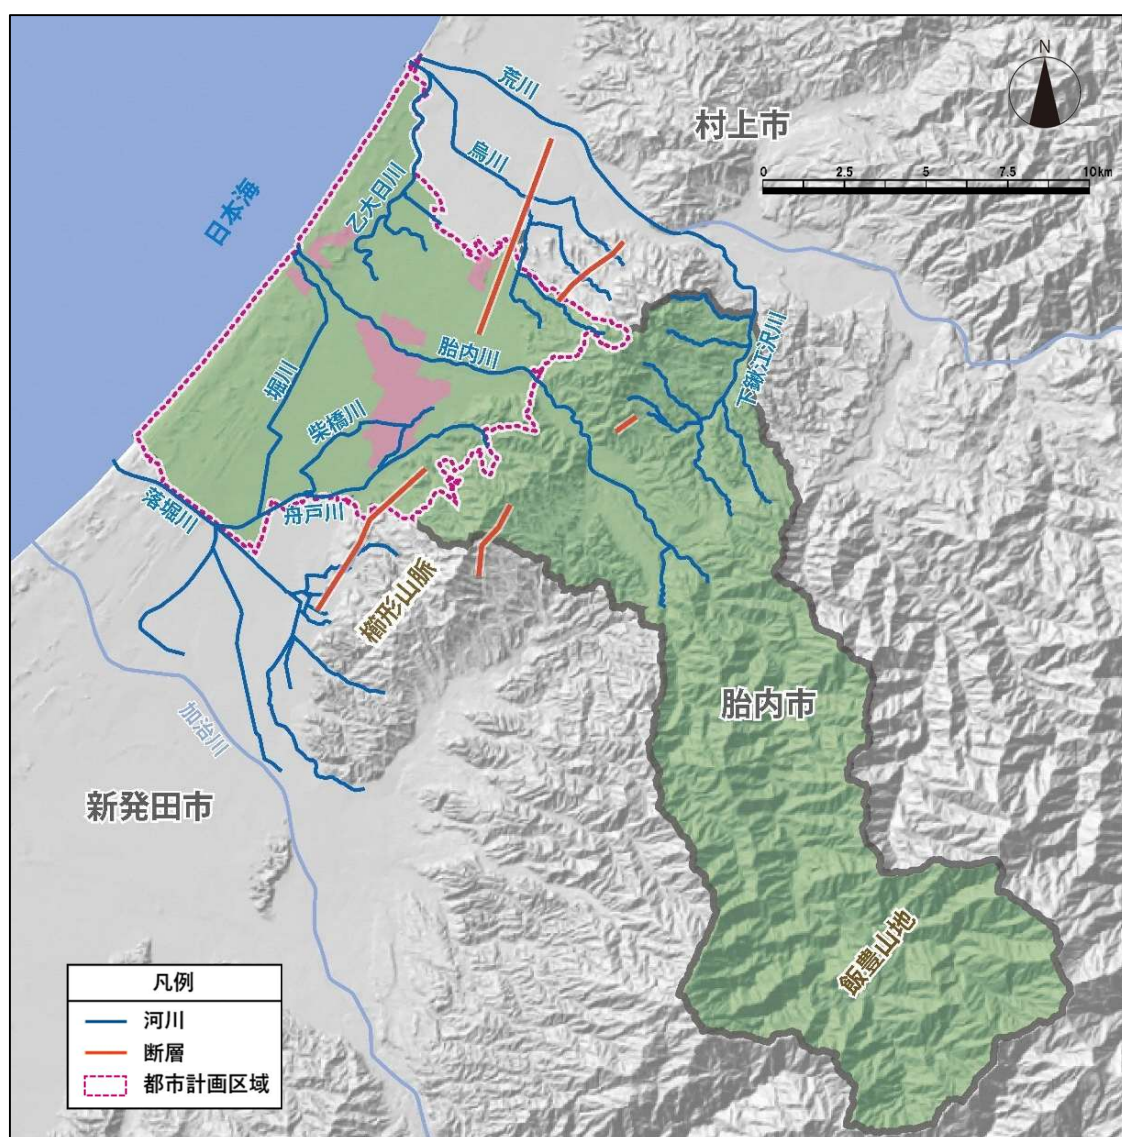 N
荒川
村上市
0 2.5 5 7.5 10km
烏川
乙大日川
日本海
胎内川
下鍬江沢川
堀川
柴橋川
落堀川
舟戸川
櫛形山脈
胎内市
加治川
新発田市
飯豊山地
凡例
河川
断層
都市計画区域